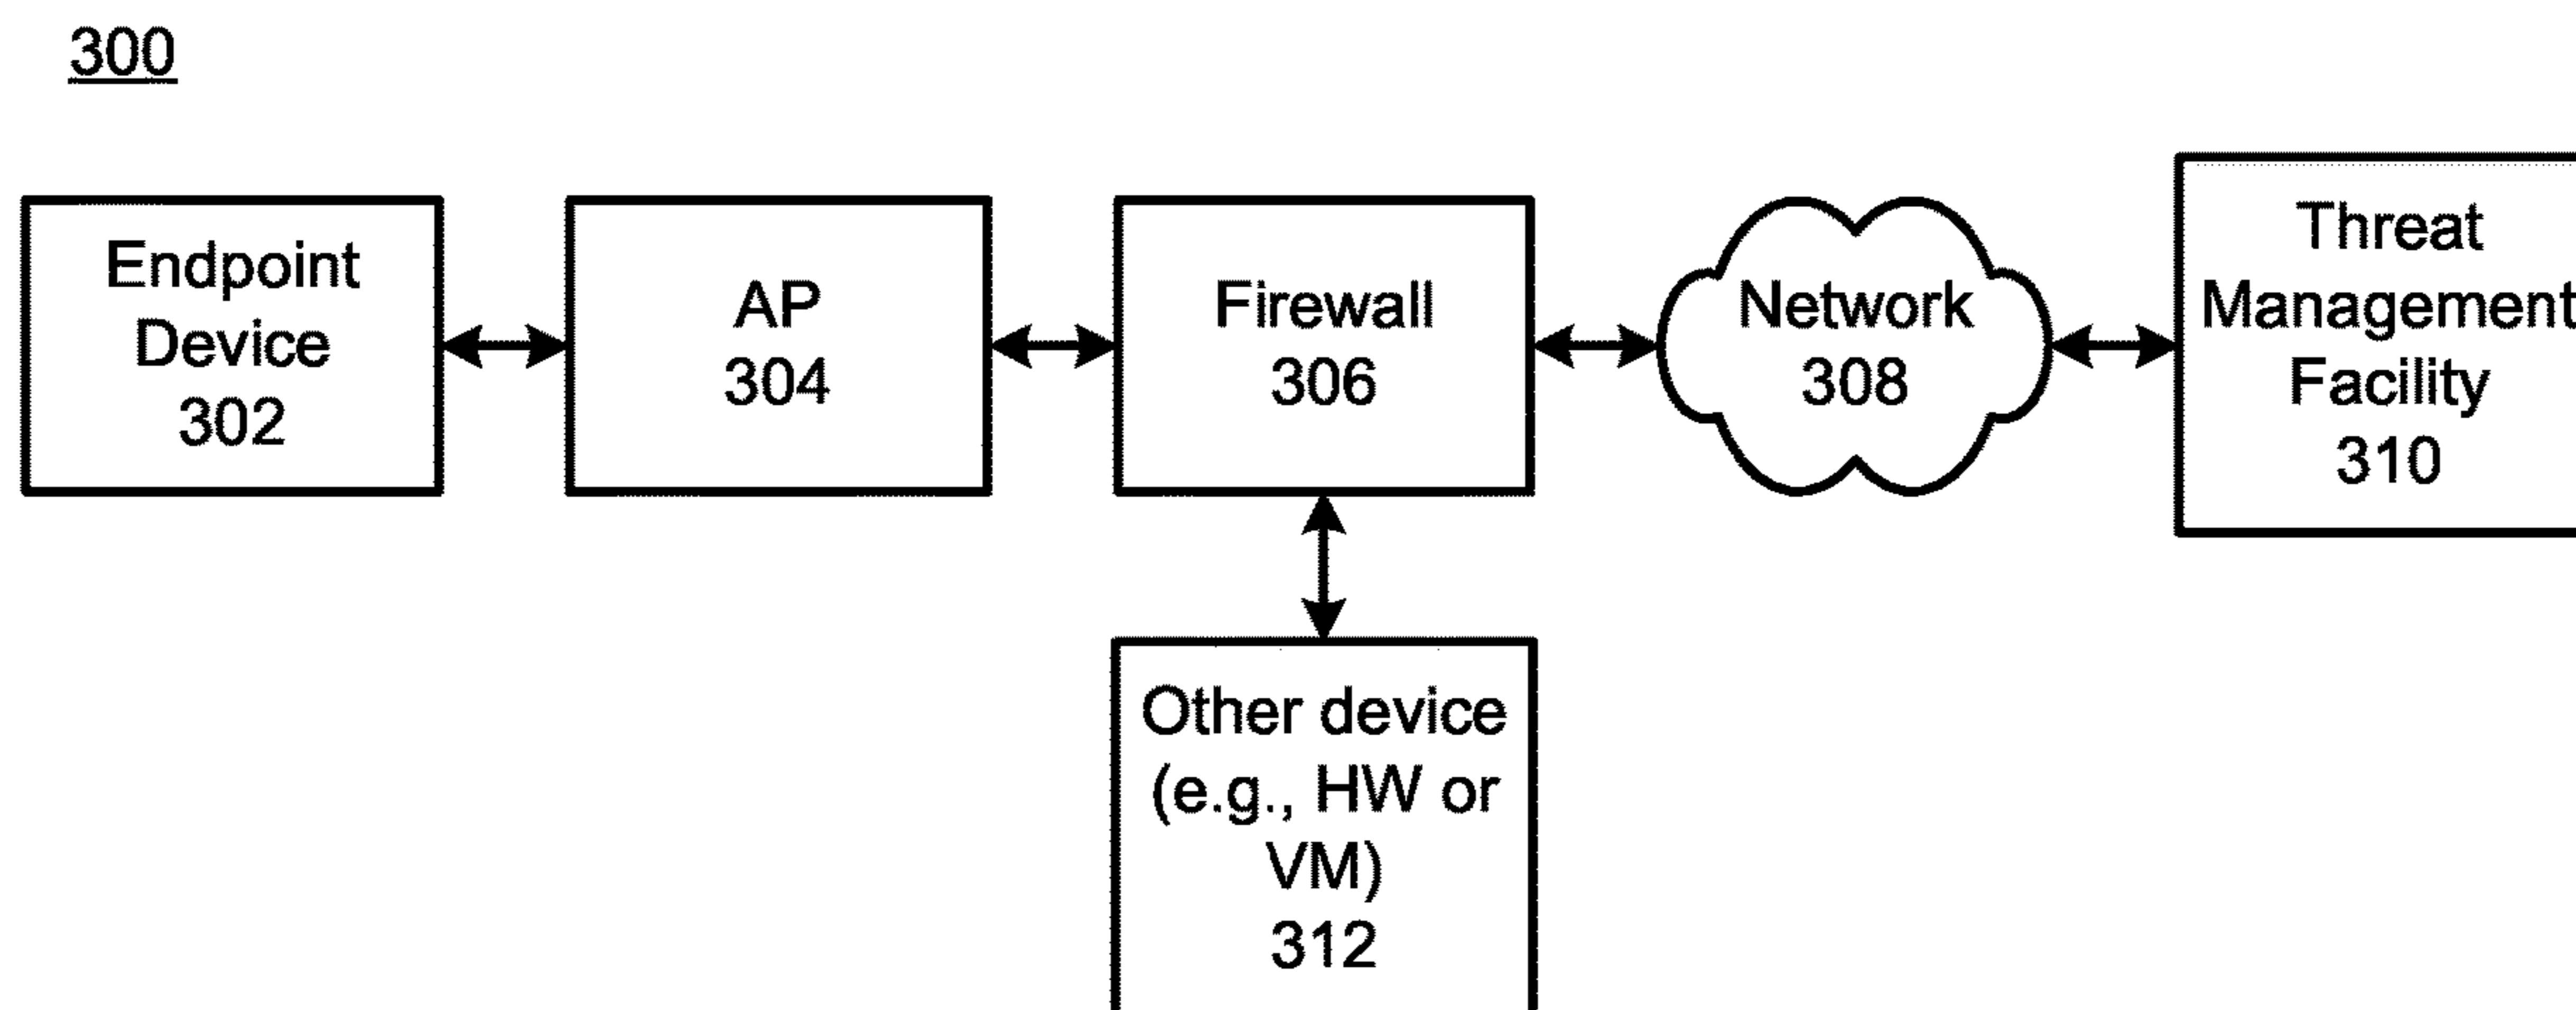 300
Endpoint
Device
302
AP
304
Firewall
306
Network
308
Threat
Management
Facility
310
Other device
(e.g., HW or
VM)
312